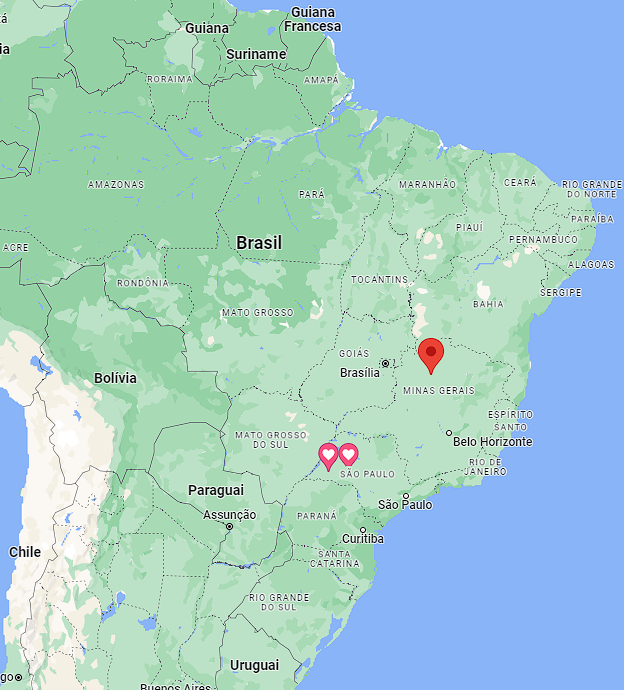 Guiana
Francesa
Guiana
Suriname
á
ia
RORAIMA
AMAPÁ
AMAZONAS
PARÁ
MARANHÃO
CEARÁ
RIO GRANDE
DO NORTE
PARAÍBA
PIAUÍ
PERNAMBUCO
ACRE
Brasil
ALAGOAS
RONDÔNIA
TOCANTINS
SERGIPE
MATO GROSSO
BAHIA
GOIÁS
Brasília
Bolívia
MINAS GERAIS
ESPÍRITO
SANTO
MATO GROSSO
DO SUL
Belo Horizonte
RIO DE
JANEIRO
SÃO PAULO
Paraguai
São Paulo
Assunção
PARANÁ
Curitiba
Chile
SANTA
CATARINA
RIO GRANDE
DO SUL
Uruguai
go
Buenos Aires